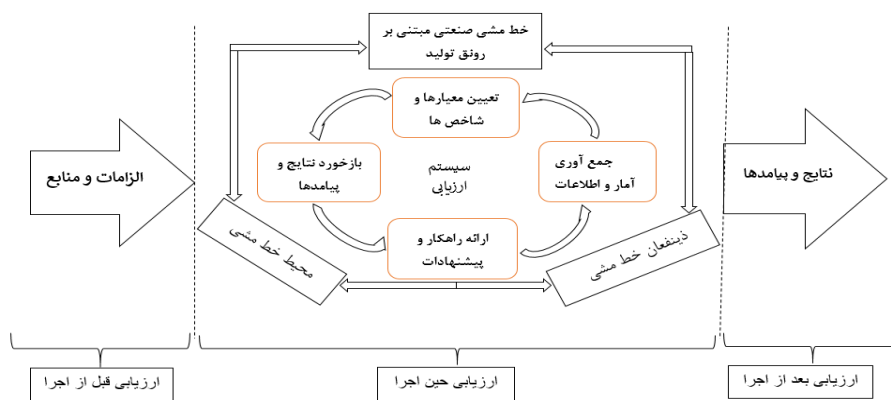 خط مشی صنعتی مبتنی بر
رونق تولید
تعیین معیارها و
شاخص ها
جمع آوری
آمار و اطلاعات
سیستم
ارزیابی
بازخورد نتایج و
پیامدها
ارائه راهکار و
پیشنهادات
نتایج و پیامدها
الزامات و منابع
ذینفعان خط مشی
محیط خط مشی
ارزیابی بعد از اجرا
ارزیابی حین اجرا
ارزیابی قبل از اجرا